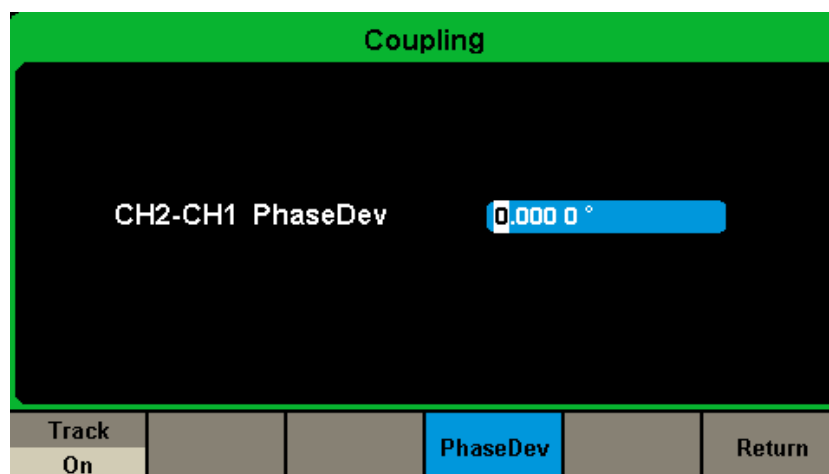 Coupling
CH2-CH1 PhaseDev 0.000 0 °
Track
On
PhaseDev
Return